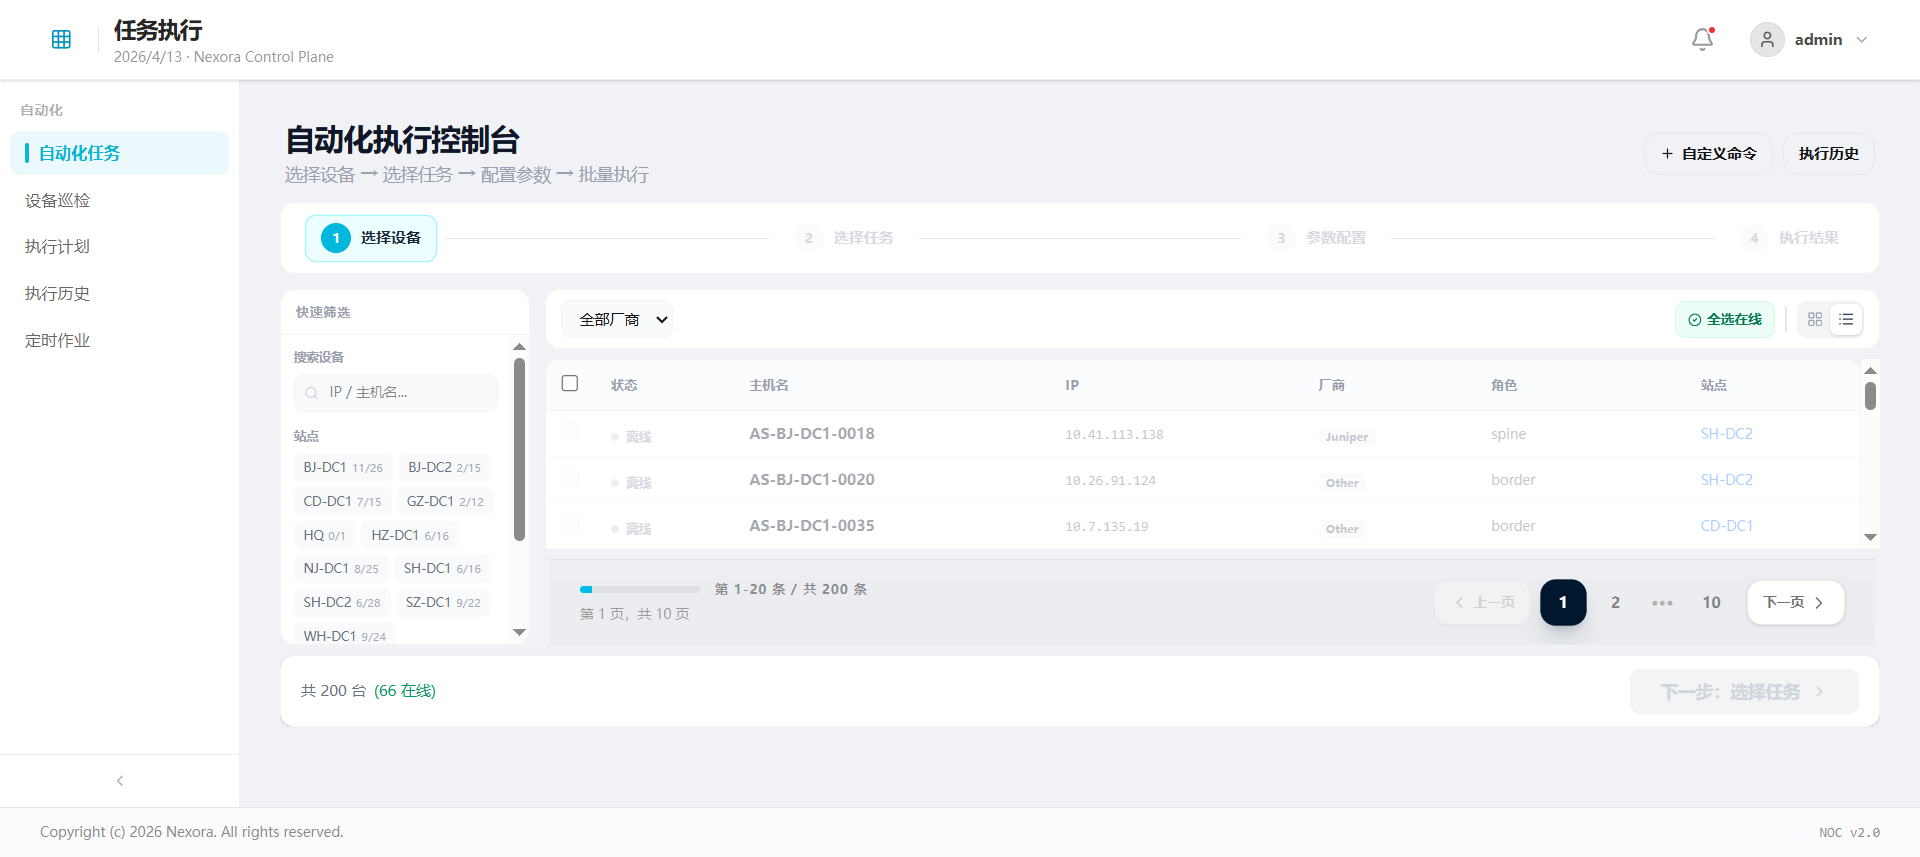 任务执行
2026/4/13 · Nexora Control Plane
admin
自动化
自动化任务
设备巡检
执行计划
执行历史
定时作业
自动化执行控制台
选择设备 → 选择任务 → 配置参数 → 批量执行
+ 自定义命令
执行历史
1 选择设备
2 选择任务
3 参数配置
4 执行结果
快速筛选
搜索设备
IP / 主机名...
站点
BJ-DC1 11/26 BJ-DC2 2/15
CD-DC1 7/15 GZ-DC1 2/12
HQ 0/1 HZ-DC1 6/16
NJ-DC1 8/25 SH-DC1 6/16
SH-DC2 6/28 SZ-DC1 9/22
WH-DC1 9/24
全部厂商
全选在线
状态 主机名 IP 厂商 角色 站点
离线 AS-BJ-DC1-0018 10.41.113.138 Juniper spine SH-DC2
离线 AS-BJ-DC1-0020 10.26.91.124 Other border SH-DC2
离线 AS-BJ-DC1-0035 10.7.135.19 Other border CD-DC1
第 1-20 条 / 共 200 条
第 1 页，共 10 页
上一页 1 2 ••• 10 下一页
共 200 台 (66 在线)
下一步：选择任务
Copyright (c) 2026 Nexora. All rights reserved.
NOC v2.0